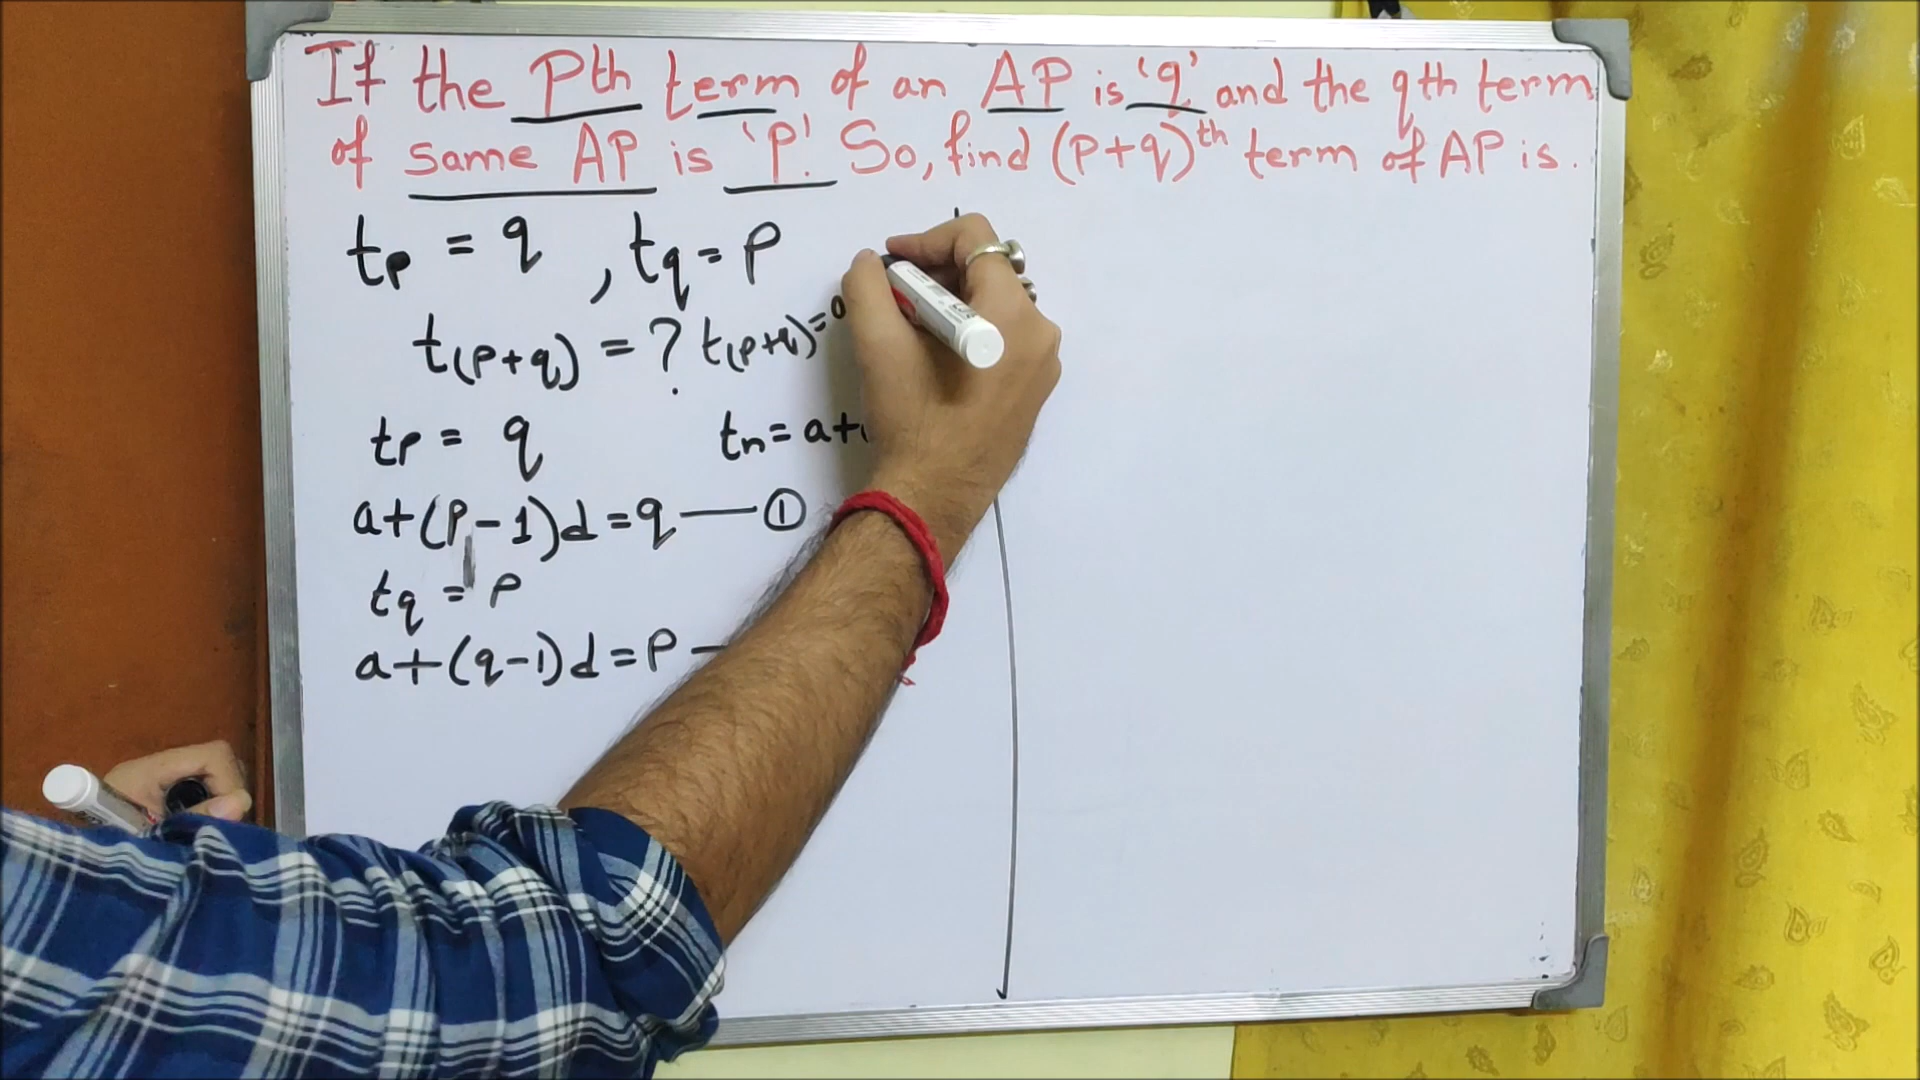 If the Pth term of an AP is 'q' and the qth term
of same AP is 'P'. So, find (P+q)th term of AP is.
tp = q , tq = P
t(P+q) = ? t(p+q) =
tp = q tn = a+
a+(P-1)d = q — ①
tq = P
a+(q-1)d = P —